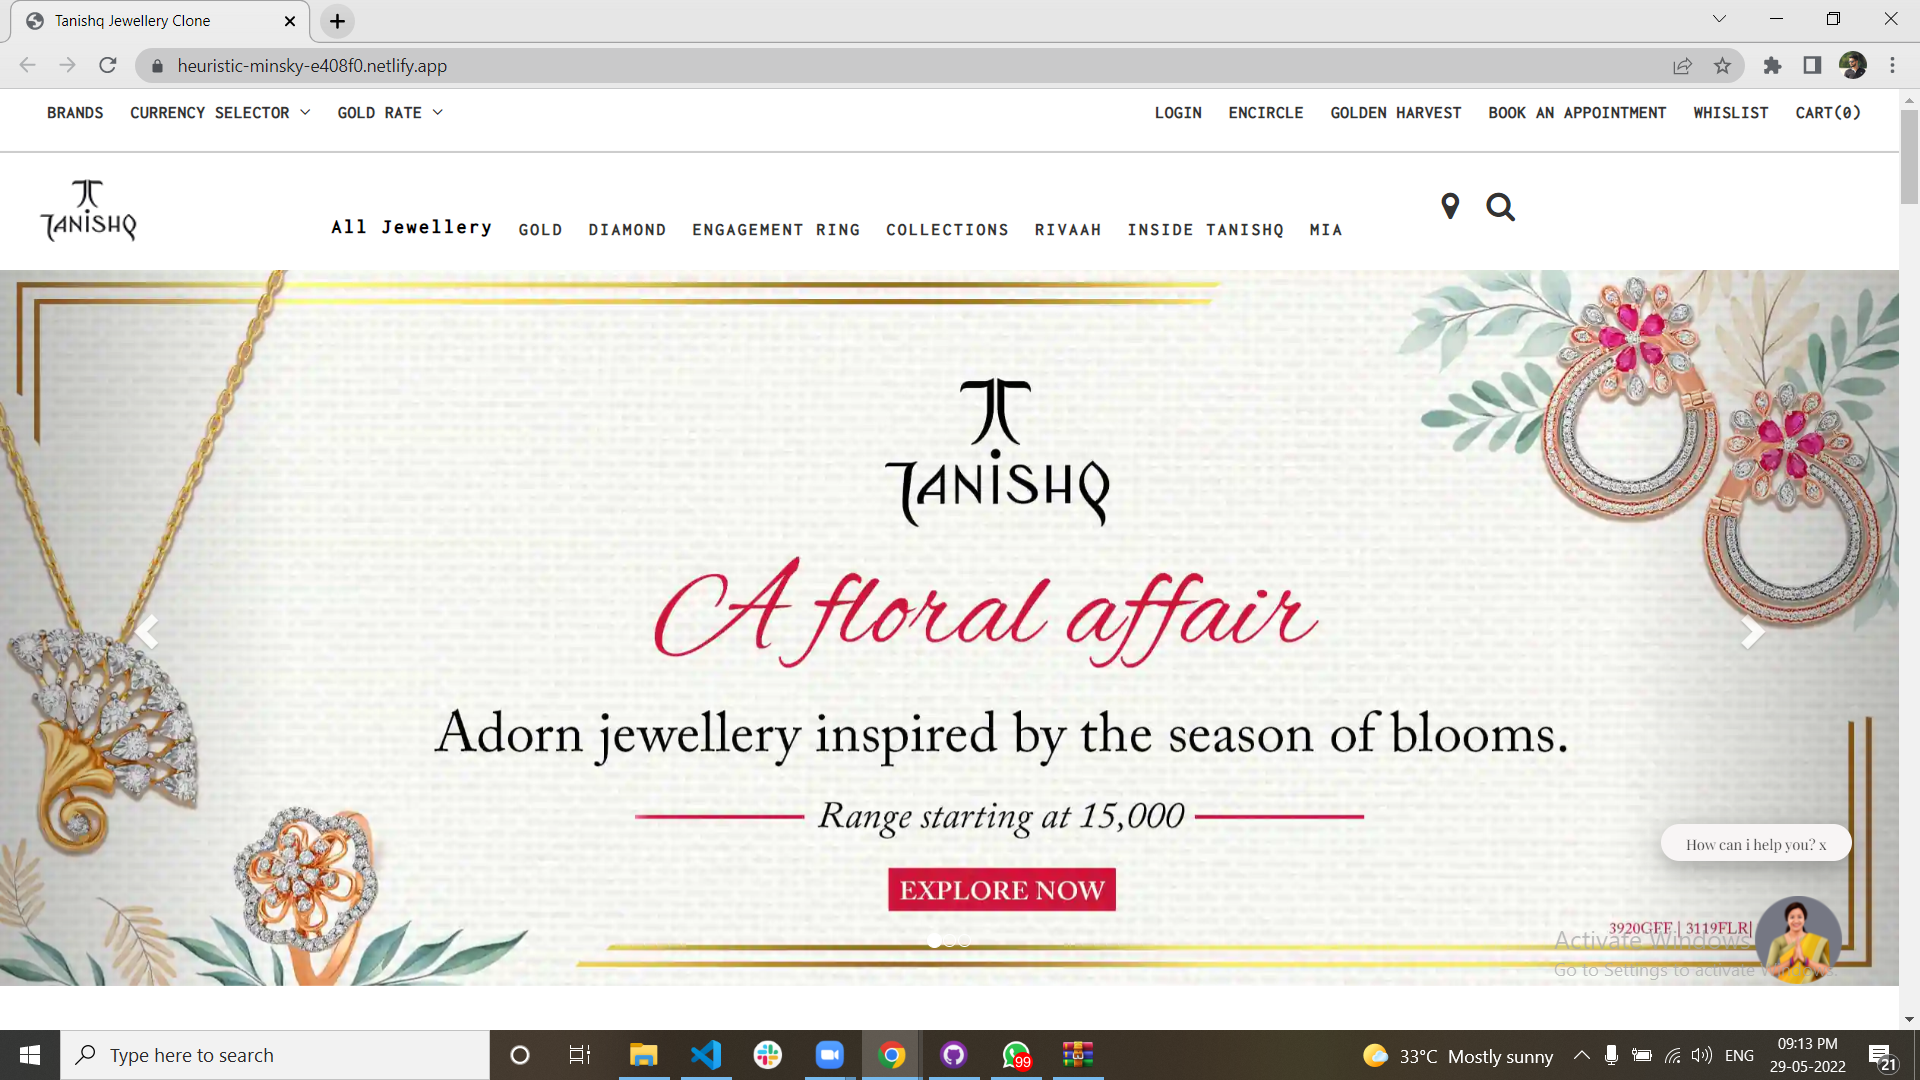 Tanishq Jewellery Clone
heuristic-minsky-e408f0.netlify.app
BRANDS CURRENCY SELECTOR GOLD RATE LOGIN ENCIRCLE GOLDEN HARVEST BOOK AN APPOINTMENT WHISLIST CART(0)
TANISHQ
All Jewellery GOLD DIAMOND ENGAGEMENT RING COLLECTIONS RIVAAH INSIDE TANISHQ MIA
TANISHQ
A floral affair
Adorn jewellery inspired by the season of blooms.
Range starting at 15,000
EXPLORE NOW
How can i help you? x
3920GFF | 3119FLR|
Activate Windows
Go to Settings to activate Windows.
Type here to search
99
33°C Mostly sunny
ENG
09:13 PM
29-05-2022
21